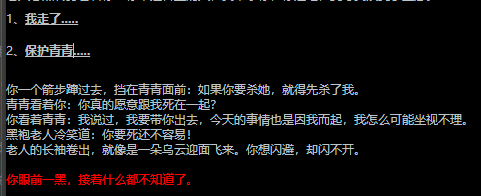 1、我走了.....
2、保护青青.....
你一个箭步蹿过去，挡在青青面前：如果你要杀她，就得先杀了我。
青青看着你：你真的愿意跟我死在一起？
你看着青青：我说过，我要带你出去，今天的事情也是因我而起，我怎么可能坐视不理。
黑袍老人冷笑道：你要死还不容易！
老人的长袖卷出，就像是一朵乌云迎面飞来。你想闪避，却闪不开。
你眼前一黑，接着什么都不知道了。